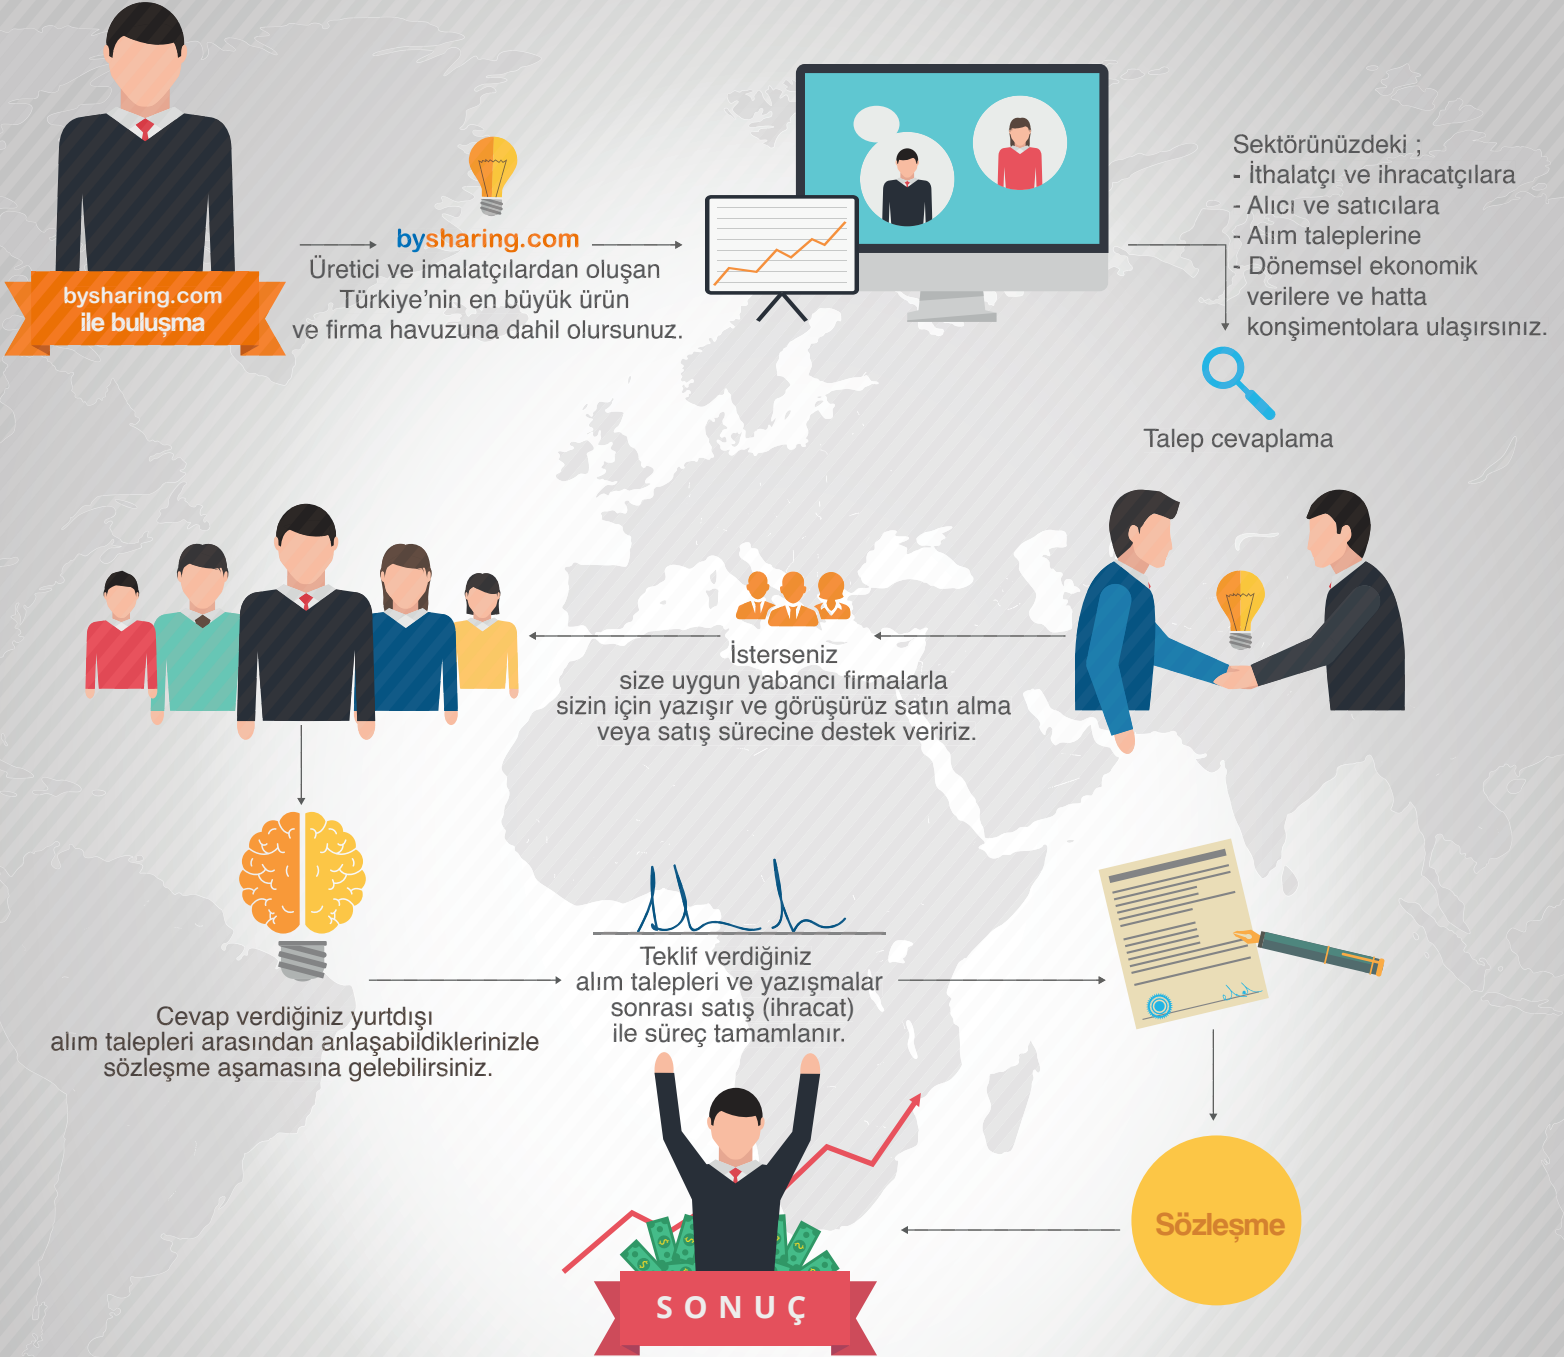 bysharing.com
ile buluşma
bysharing.com
Üretici ve imalatçılardan oluşan
Türkiye'nin en büyük ürün
ve firma havuzuna dahil olursunuz.
Sektörünüzdeki ;
- İthalatçı ve ihracatçılara
- Alıcı ve satıcılara
- Alım taleplerine
- Dönemsel ekonomik
verilere ve hatta
konşimentolara ulaşırsınız.
Talep cevaplama
İsterseniz
size uygun yabancı firmalarla
sizin için yazışır ve görüşürüz satın alma
veya satış sürecine destek veririz.
Cevap verdiğiniz yurtdışı
alım talepleri arasından anlaşabildiklerinizle
sözleşme aşamasına gelebilirsiniz.
Teklif verdiğiniz
alım talepleri ve yazışmalar
sonrası satış (ihracat)
ile süreç tamamlanır.
Sözleşme
SONUÇ